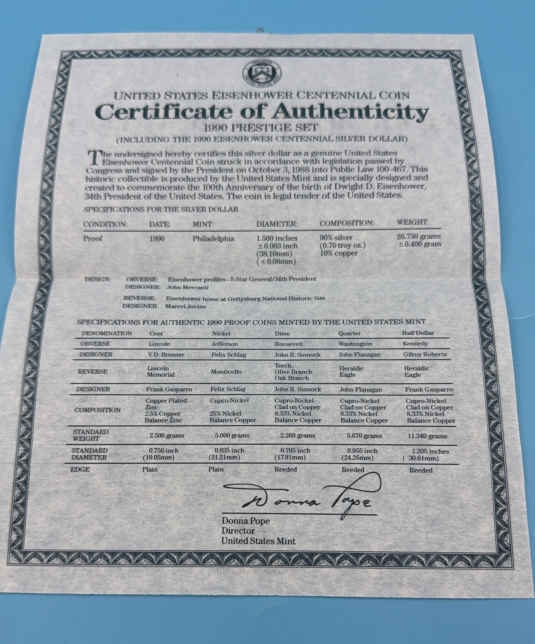 UNITED STATES EISENHOWER CENTENNIAL COIN
Certificate of Authenticity
1990 PRESTIGE SET
(INCLUDING THE 1990 EISENHOWER CENTENNIAL SILVER DOLLAR)
The undersigned hereby certifies this silver dollar as a genuine United States
Eisenhower Centennial Coin struck in accordance with legislation passed by
Congress and signed by the President on October 3, 1988 into Public Law 100-467. This
historic collectible is produced by the United States Mint and is specially designed and
created to commemorate the 100th Anniversary of the birth of Dwight D. Eisenhower,
34th President of the United States. The coin is legal tender of the United States.
SPECIFICATIONS FOR THE SILVER DOLLAR
CONDITION: DATE: MINT: DIAMETER: COMPOSITION: WEIGHT:
Proof 1990 Philadelphia 1.500 inches 90% silver 26.730 grams
± 0.003 inch (0.76 troy oz.) ± 0.400 gram
(38.10mm) 10% copper
(± 0.08mm)
DESIGN: OBVERSE: Eisenhower profiles - 5-Star General/34th President
DESIGNER: John Mercanti
REVERSE: Eisenhower home at Gettysburg National Historic Site
DESIGNER: Marcel Jovine
SPECIFICATIONS FOR AUTHENTIC 1990 PROOF COINS MINTED BY THE UNITED STATES MINT
DENOMINATION Cent Nickel Dime Quarter Half Dollar
OBVERSE Lincoln Jefferson Roosevelt Washington Kennedy
DESIGNER V.D. Brenner Felix Schlag John R. Sinnock John Flanagan Gilroy Roberts
REVERSE Lincoln Memorial Monticello Torch, Olive Branch Oak Branch Heraldic Eagle Heraldic Eagle
DESIGNER Frank Gasparro Felix Schlag John R. Sinnock John Flanagan Frank Gasparro
COMPOSITION Copper Plated Zinc 2.5% Copper Balance Zinc Cupro-Nickel 25% Nickel Balance Copper Cupro-Nickel Clad on Copper 8.33% Nickel Balance Copper Cupro-Nickel Clad on Copper 8.33% Nickel Balance Copper Cupro-Nickel Clad on Copper 8.33% Nickel Balance Copper
STANDARD WEIGHT 2.500 grams 5.000 grams 2.268 grams 5.670 grams 11.340 grams
STANDARD DIAMETER 0.750 inch (19.05mm) 0.835 inch (21.21mm) 0.705 inch (17.91mm) 0.955 inch (24.26mm) 1.205 inches (30.61mm)
EDGE Plain Plain Reeded Reeded Reeded
Donna Pope
Donna Pope
Director
United States Mint